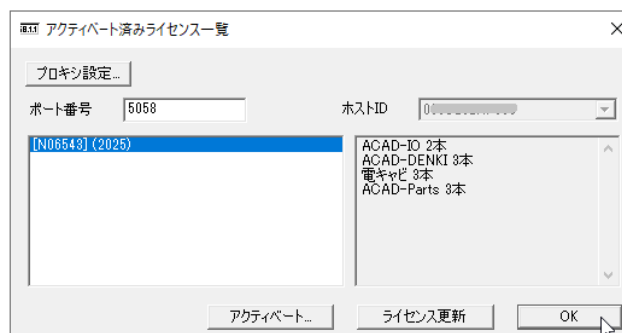 アクティベート済みライセンス一覧
プロキシ設定...
ポート番号 5058 ホストID
[N06543] (2025)
ACAD-IO 2本
ACAD-DENKI 3本
電キャビ 3本
ACAD-Parts 3本
アクティベート... ライセンス更新 OK